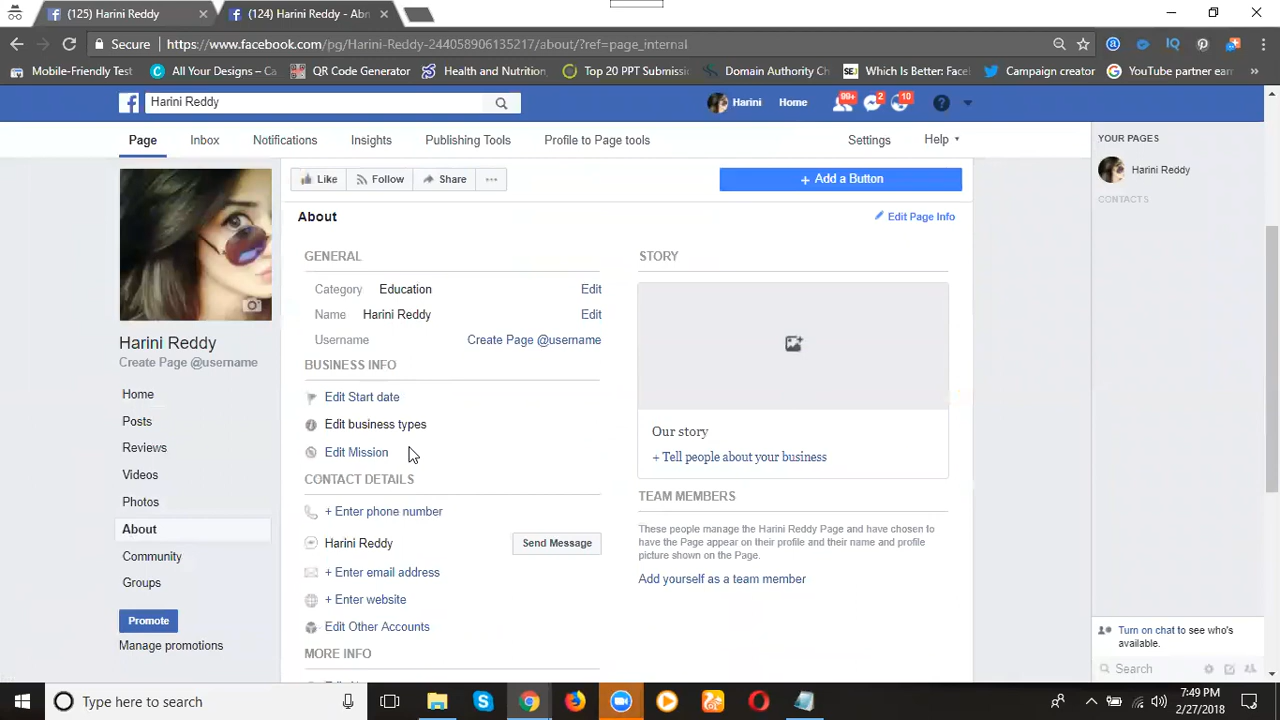 (125) Harini Reddy
(124) Harini Reddy - Abo
Secure
https://www.facebook.com/pg/Harini-Reddy-244058906135217/about/?ref=page_internal
Mobile-Friendly Test
All Your Designs – Ca
QR Code Generator
Health and Nutrition
Top 20 PPT Submissi
Domain Authority Ch
Which Is Better: Face
Campaign creator
YouTube partner earn
Harini Reddy
Harini Home 99+ 2 10
Page Inbox Notifications Insights Publishing Tools Profile to Page tools Settings Help
YOUR PAGES
Harini Reddy
CONTACTS
Like Follow Share
+ Add a Button
About
Edit Page Info
GENERAL
Category Education Edit
Name Harini Reddy Edit
Username Create Page @username
BUSINESS INFO
Edit Start date
Edit business types
Edit Mission
CONTACT DETAILS
+ Enter phone number
Harini Reddy Send Message
+ Enter email address
+ Enter website
Edit Other Accounts
MORE INFO
STORY
Our story
+ Tell people about your business
TEAM MEMBERS
These people manage the Harini Reddy Page and have chosen to
have the Page appear on their profile and their name and profile
picture shown on the Page.
Add yourself as a team member
Harini Reddy
Create Page @username
Home
Posts
Reviews
Videos
Photos
About
Community
Groups
Promote
Manage promotions
Turn on chat to see who's
available.
Search
Type here to search
7:49 PM
2/27/2018